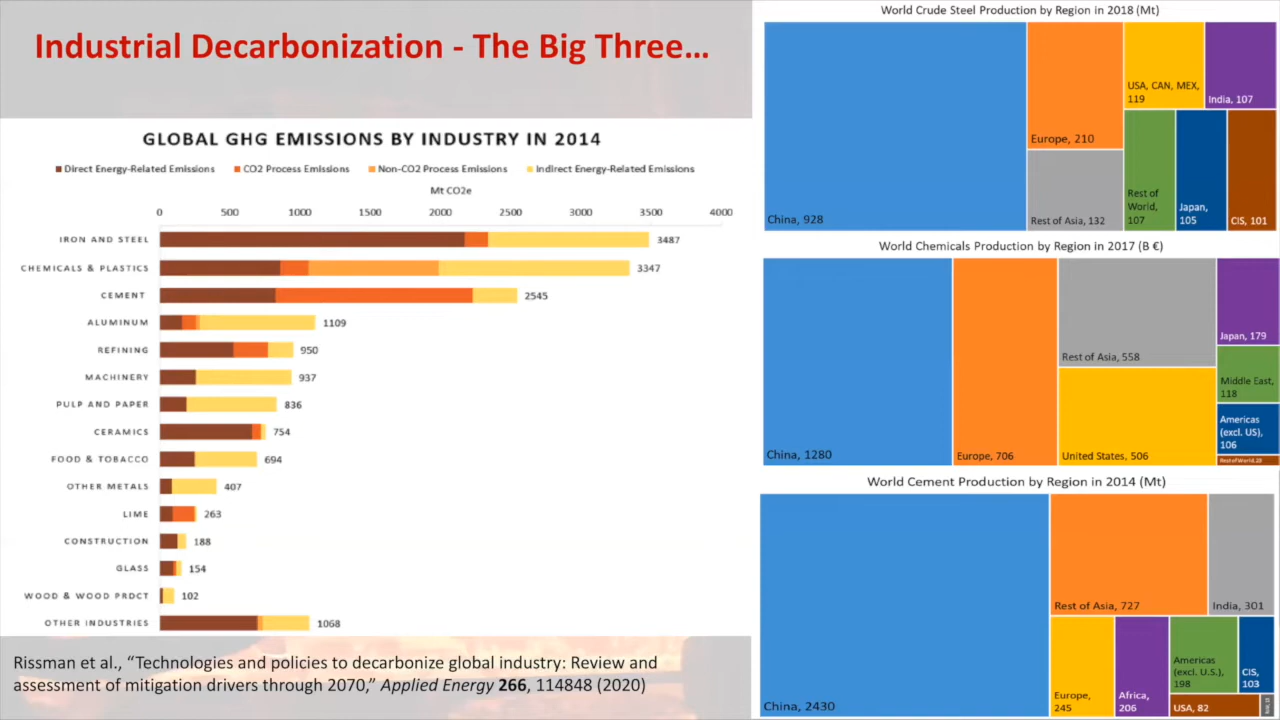 Industrial Decarbonization - The Big Three…
GLOBAL GHG EMISSIONS BY INDUSTRY IN 2014
Direct Energy-Related Emissions
CO2 Process Emissions
Non-CO2 Process Emissions
Indirect Energy-Related Emissions
Mt CO2e
0 500 1000 1500 2000 2500 3000 3500 4000
IRON AND STEEL 3487
CHEMICALS & PLASTICS 3347
CEMENT 2545
ALUMINUM 1109
REFINING 950
MACHINERY 937
PULP AND PAPER 836
CERAMICS 754
FOOD & TOBACCO 694
OTHER METALS 407
LIME 263
CONSTRUCTION 188
GLASS 154
WOOD & WOOD PRDCT 102
OTHER INDUSTRIES 1068
Rissman et al., “Technologies and policies to decarbonize global industry: Review and
assessment of mitigation drivers through 2070,” Applied Energy 266, 114848 (2020)
World Crude Steel Production by Region in 2018 (Mt)
China, 928
Europe, 210
Rest of Asia, 132
USA, CAN, MEX,
119
India, 107
Rest of
World,
107
Japan,
105
CIS, 101
World Chemicals Production by Region in 2017 (B €)
China, 1280
Europe, 706
Rest of Asia, 558
United States, 506
Japan, 179
Middle East,
118
Americas
(excl. US),
106
Rest of World
World Cement Production by Region in 2014 (Mt)
China, 2430
Rest of Asia, 727
India, 301
Europe,
245
Africa,
206
Americas
(excl. U.S.),
198
CIS,
103
USA, 82